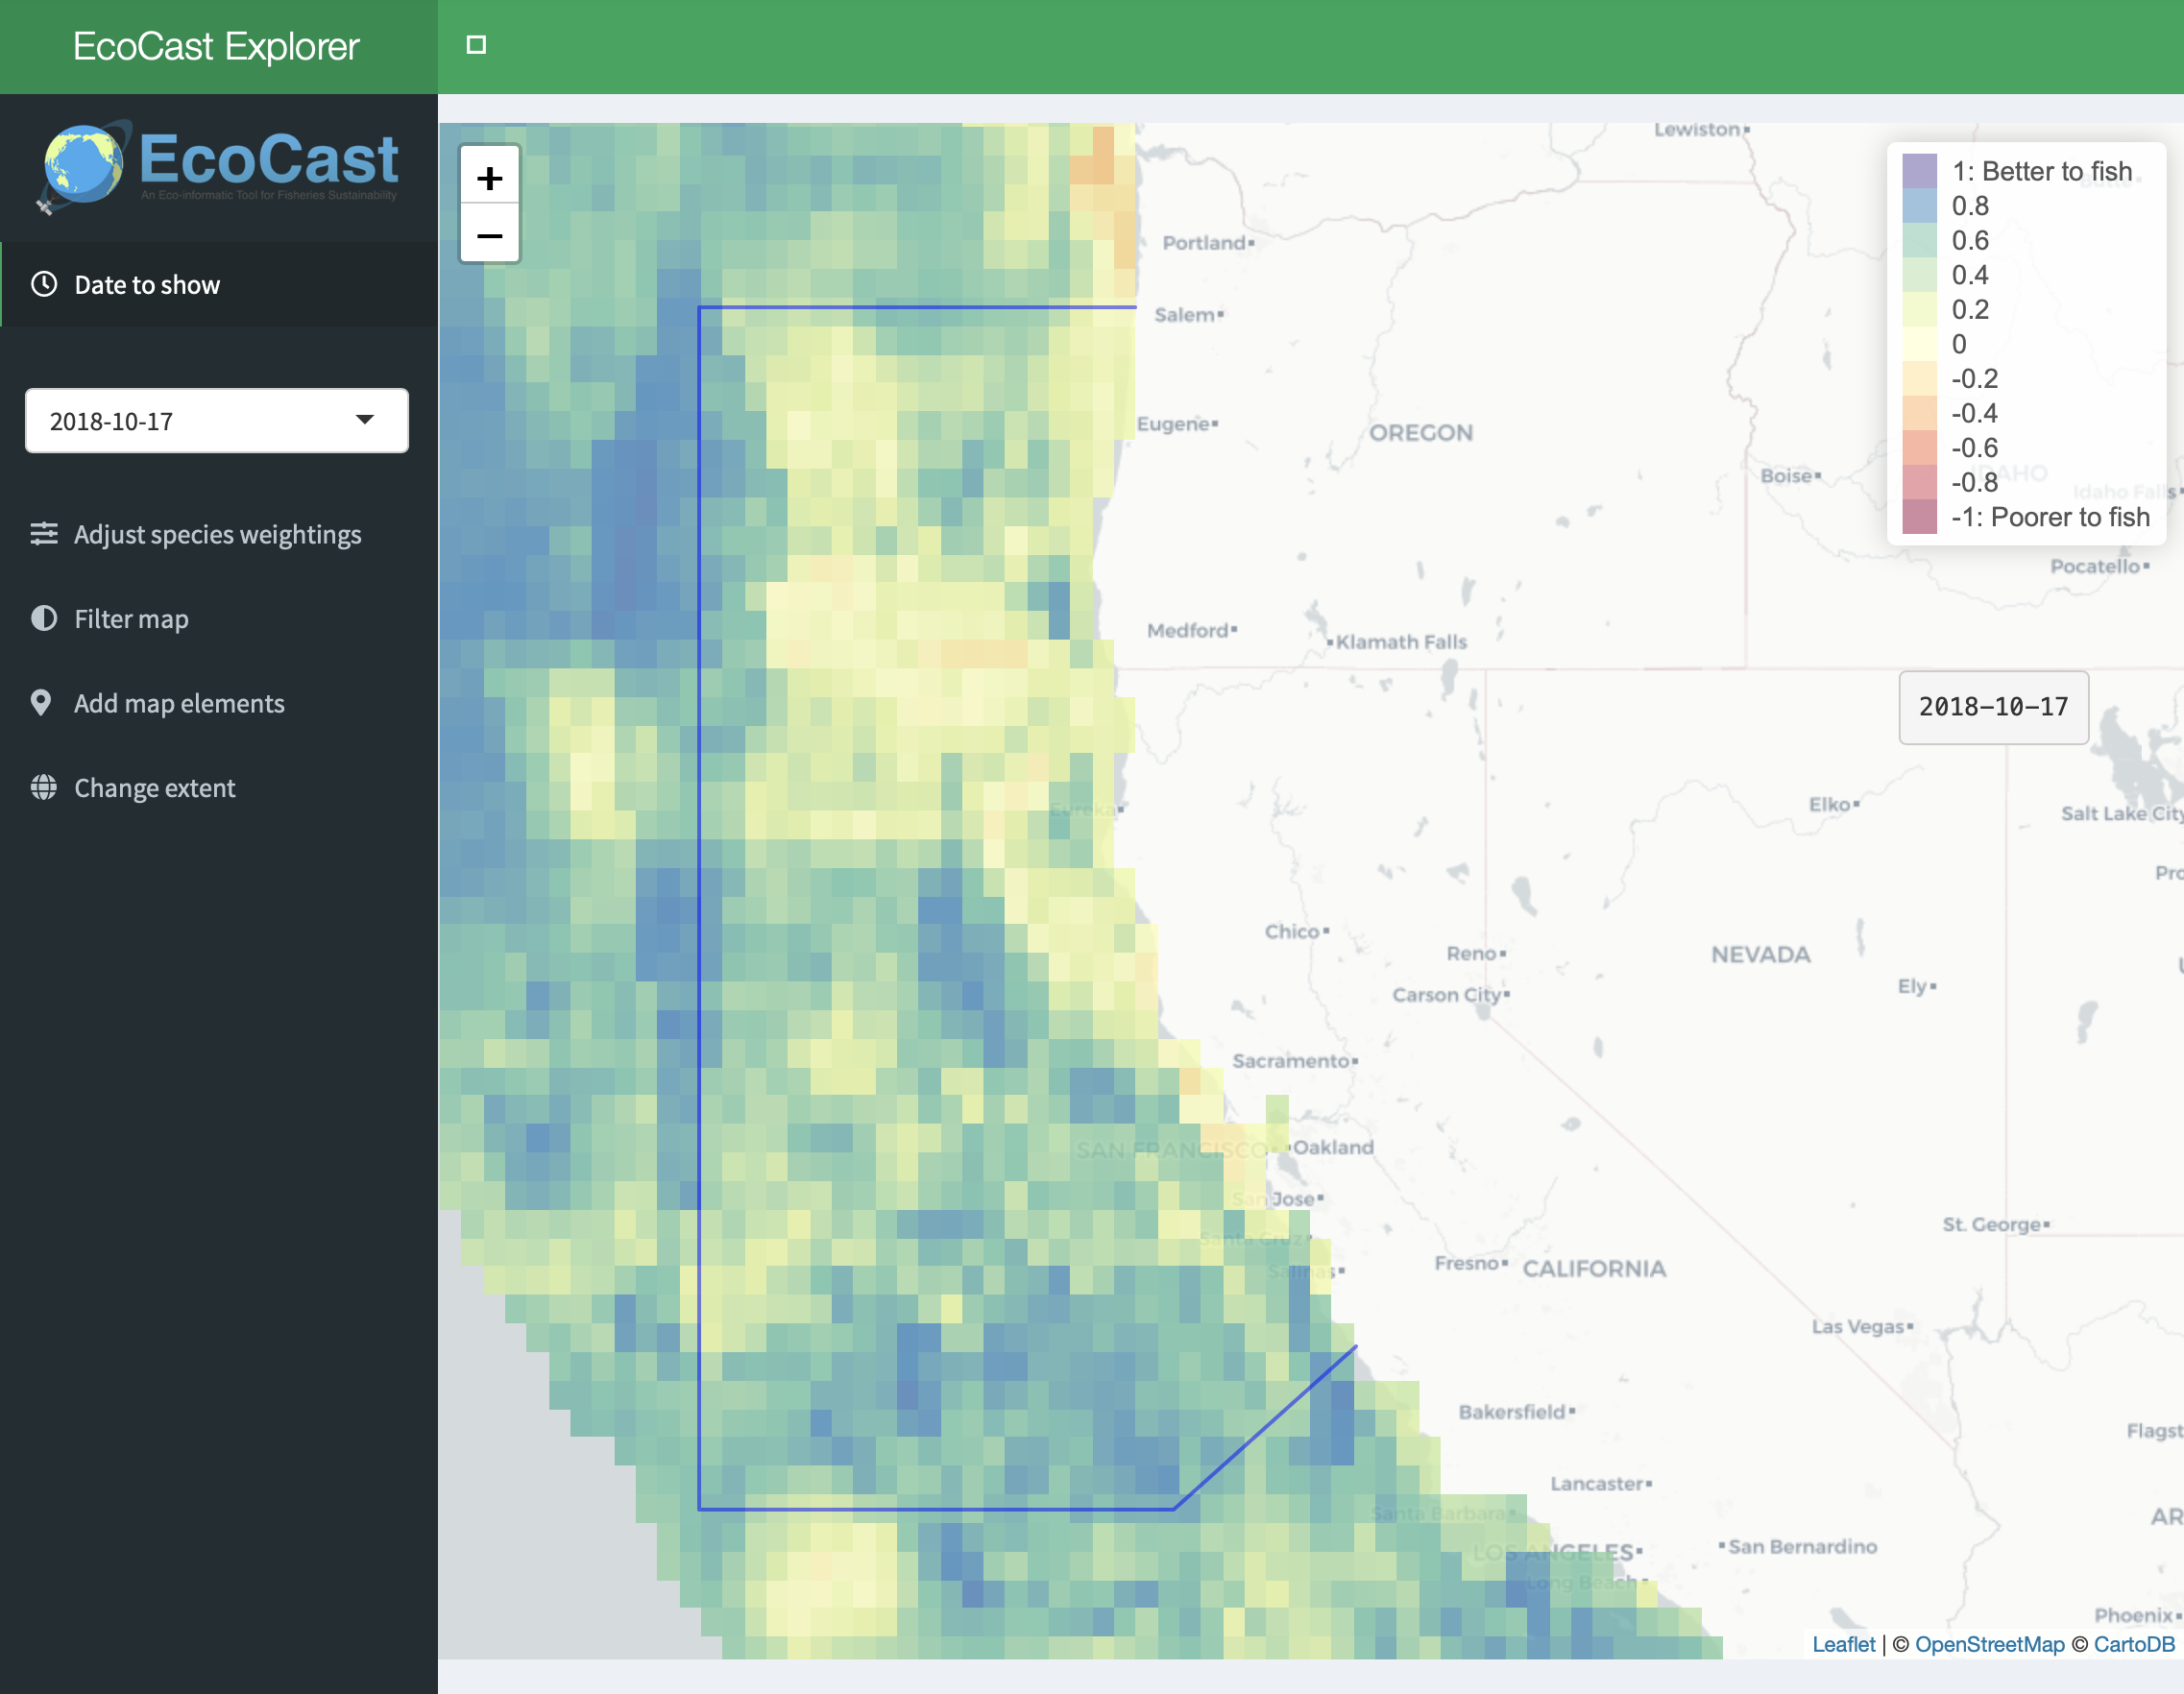 EcoCast Explorer
EcoCast
An Eco-informatic Tool for Fisheries Sustainability
Date to show
2018-10-17
Adjust species weightings
Filter map
Add map elements
Change extent
+
−
Lewiston
Portland
Salem
Eugene
OREGON
Boise
IDAHO
Idaho Falls
Butte
Pocatello
Medford
Klamath Falls
1: Better to fish
0.8
0.6
0.4
0.2
0
-0.2
-0.4
-0.6
-0.8
-1: Poorer to fish
2018-10-17
Eureka
Elko
Salt Lake City
Pro
Chico
Reno
NEVADA
Carson City
Ely
Sacramento
SAN FRANCISCO
Oakland
San Jose
Santa Cruz
Salinas
Fresno
CALIFORNIA
St. George
Las Vegas
Bakersfield
Flagst
Lancaster
Santa Barbara
AR
LOS ANGELES
San Bernardino
Long Beach
Phoenix
Leaflet | © OpenStreetMap © CartoDB